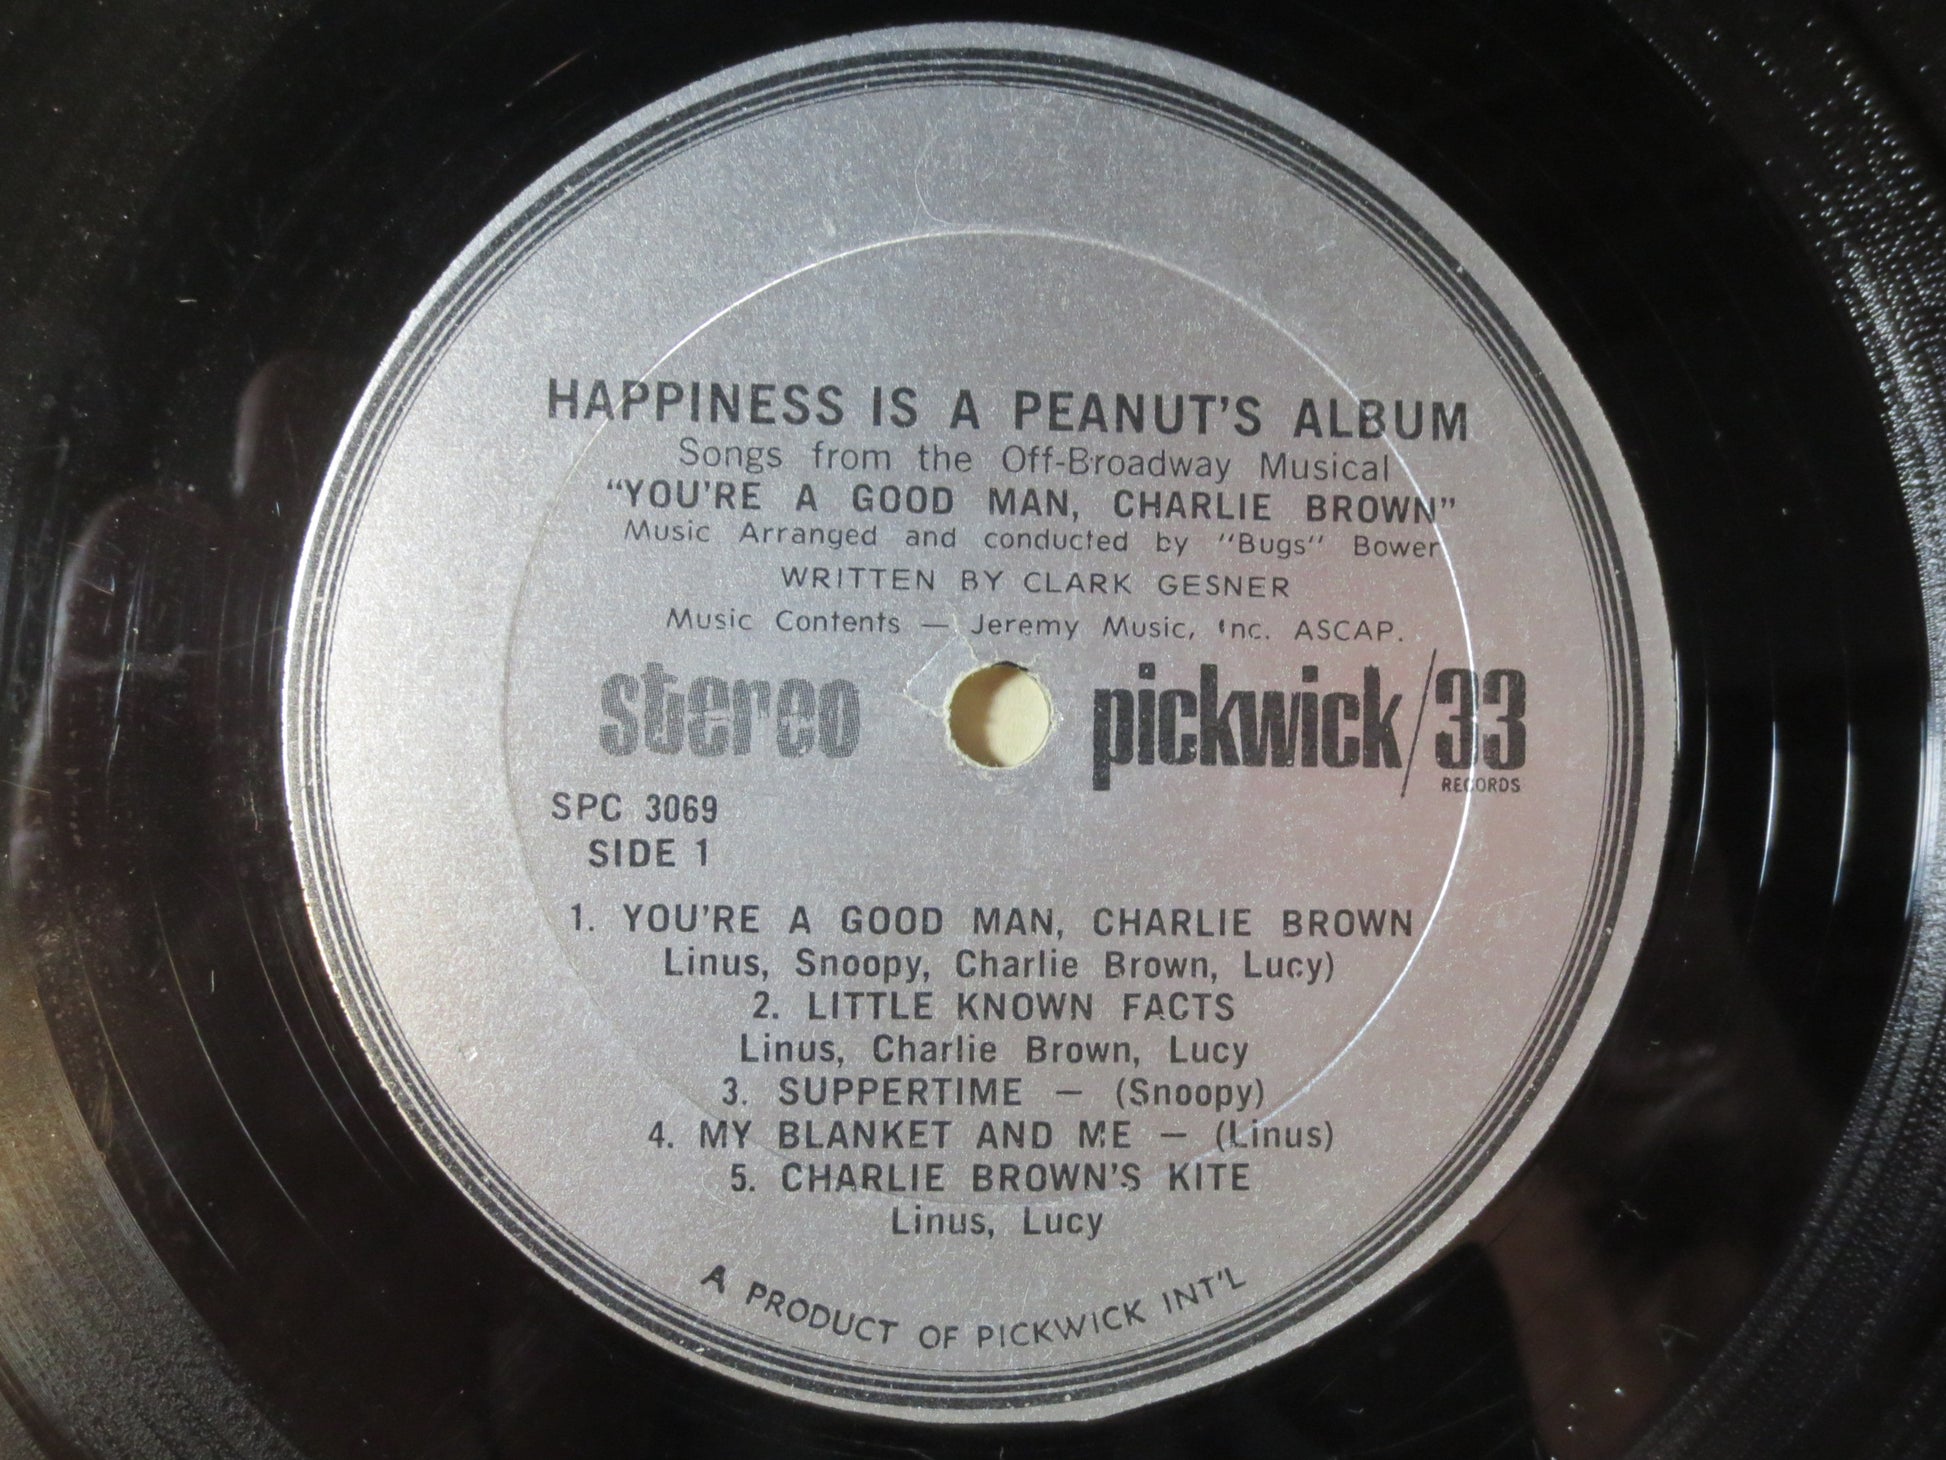 HAPPINESS IS A PEANUT'S ALBUM
Songs from the Off-Broadway Musical
"YOU'RE A GOOD MAN, CHARLIE BROWN"
Music Arranged and conducted by "Bugs" Bower
WRITTEN BY CLARK GESNER
Music Contents — Jeremy Music, Inc. ASCAP.
stereo pickwick/33
RECORDS
SPC 3069
SIDE 1
1. YOU'RE A GOOD MAN, CHARLIE BROWN
Linus, Snoopy, Charlie Brown, Lucy)
2. LITTLE KNOWN FACTS
Linus, Charlie Brown, Lucy
3. SUPPERTIME — (Snoopy)
4. MY BLANKET AND ME — (Linus)
5. CHARLIE BROWN'S KITE
Linus, Lucy
A PRODUCT OF PICKWICK INT'L